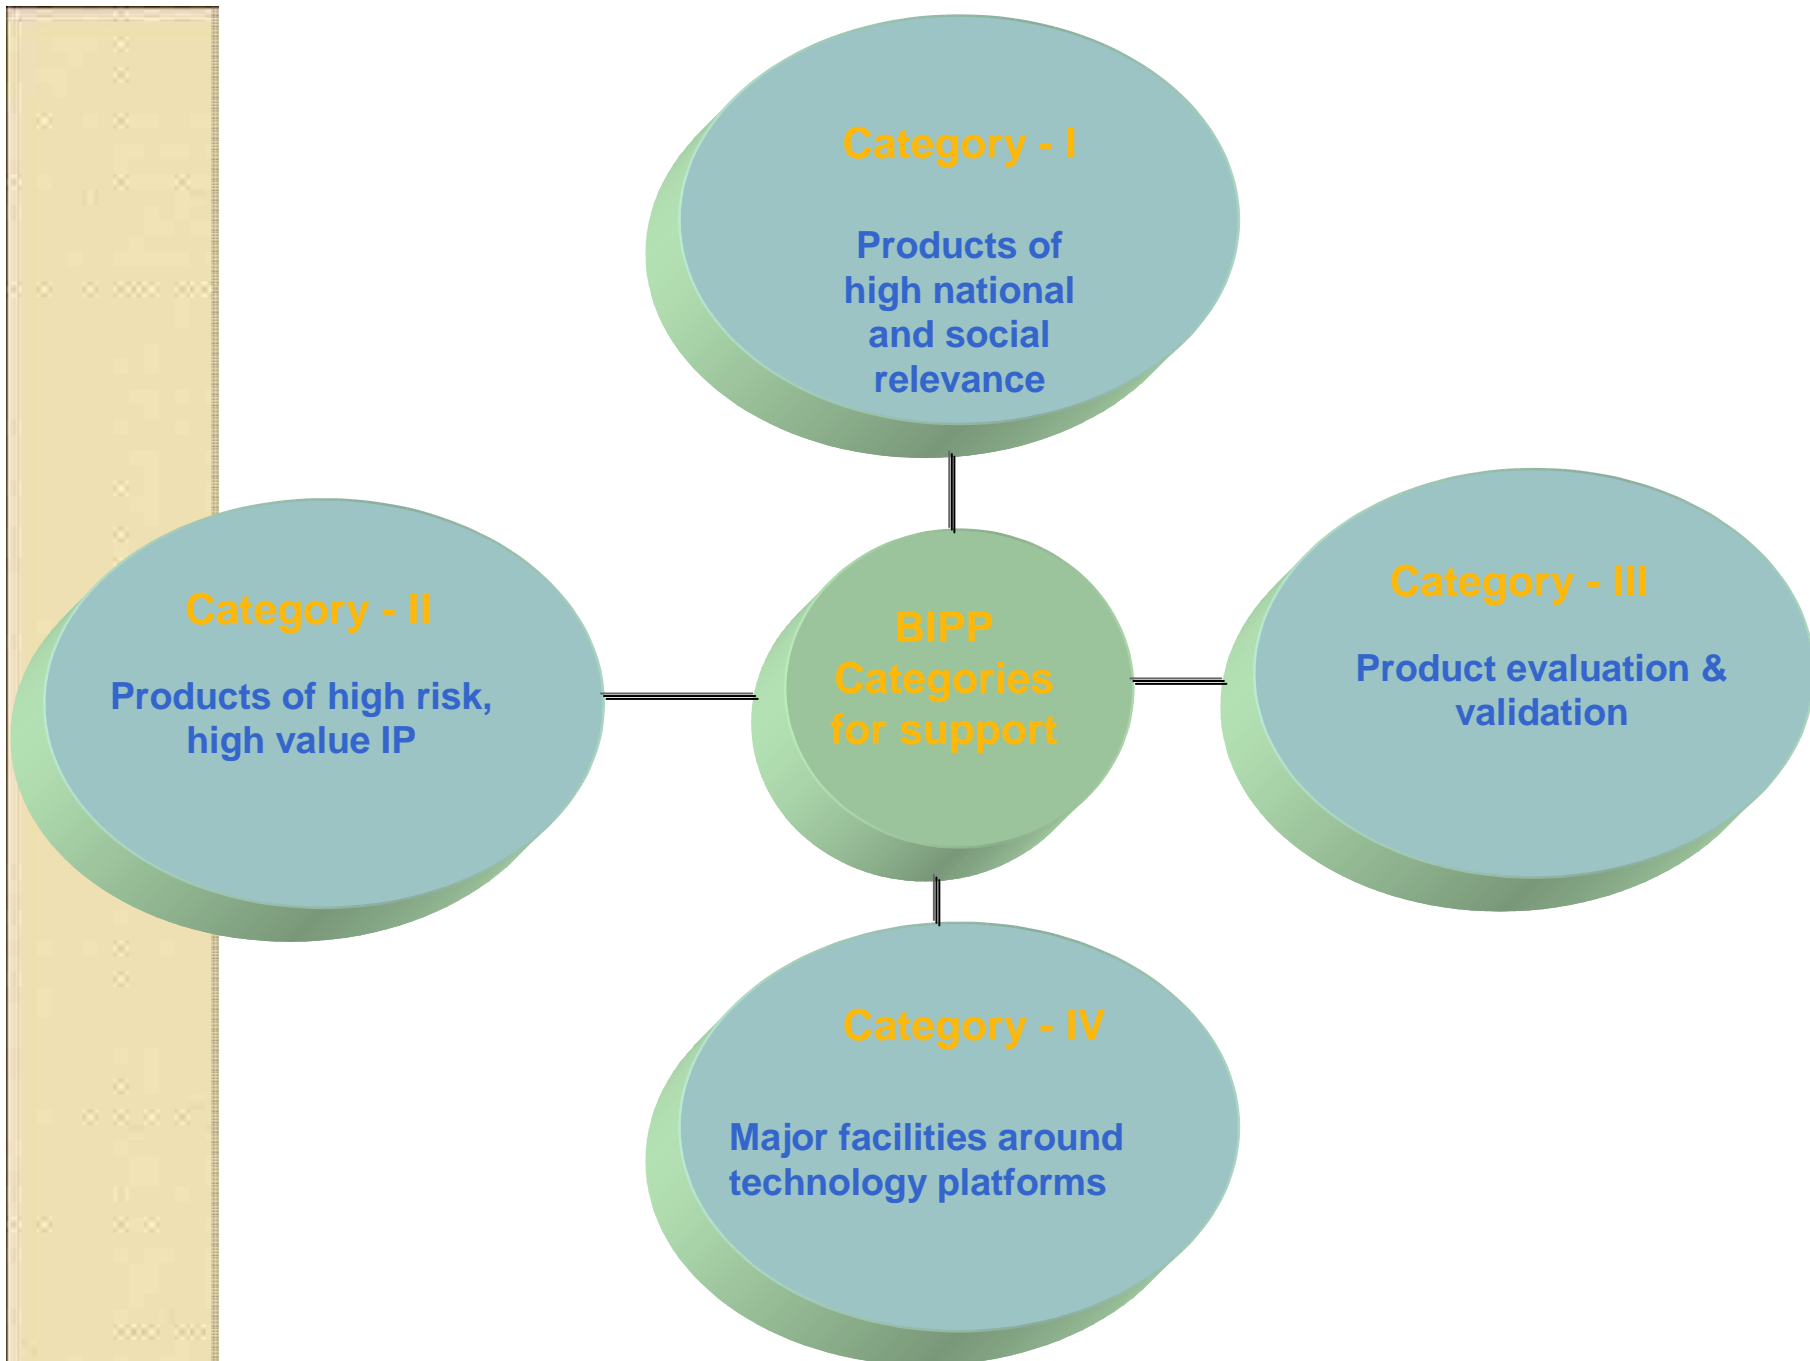 Category - I
Products of
high national
and social
relevance
Category - II
Products of high risk,
high value IP
BIPP
Categories
for support
Category - III
Product evaluation &
validation
Category - IV
Major facilities around
technology platforms